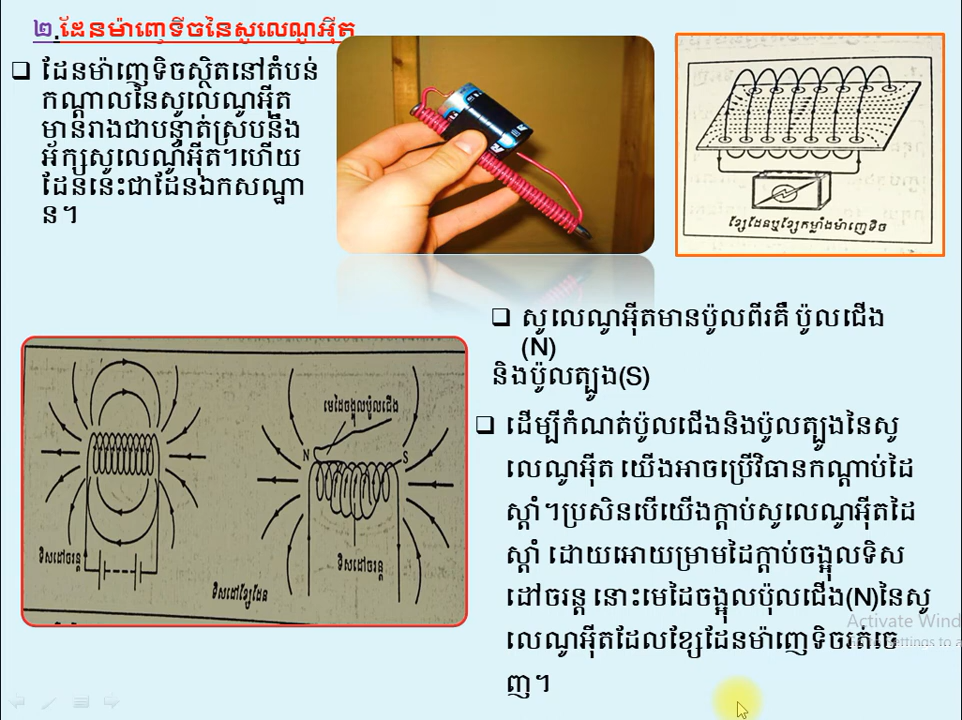 ២.ដែនម៉ាញេទិចនៃសូលេណូអ៊ីត
❑ ដែនម៉ាញេទិចស្ថិតនៅតំបន់
កណ្ដាលនៃសូលេណូអ៊ីត
មានរាងជាបន្ទាត់ស្របនឹង
អ័ក្សសូលេណូអ៊ីត។ហើយ
ដែននេះជាដែនឯកសណ្ឋា
ន។
ខ្សែដែនឬខ្សែកម្លាំងម៉ាញេទិច
❑ សូលេណូអ៊ីតមានប៉ូលពីរគឺ ប៉ូលជើង
(N)
និងប៉ូលត្បូង(S)
❑ ដើម្បីកំណត់ប៉ូលជើងនិងប៉ូលត្បូងនៃសូ
លេណូអ៊ីត យើងអាចប្រើវិធានកណ្ដាប់ដៃ
ស្ដាំ។ប្រសិនបើយើងក្ដាប់សូលេណូអ៊ីតដៃ
ស្ដាំ ដោយអោយម្រាមដៃក្ដាប់ចង្អុលទិស
ដៅចរន្ត នោះមេដៃចង្អុលប៉ុលជើង(N)នៃសូ
លេណូអ៊ីតដែលខ្សែដែនម៉ាញេទិចរត់ចេ
ញ។
មេដៃចង្អុលប៉ូលជើង
N
S
ទិសដៅចរន្ត
ទិសដៅចរន្ត
ទិសដៅខ្សែដែន
Activate Wind